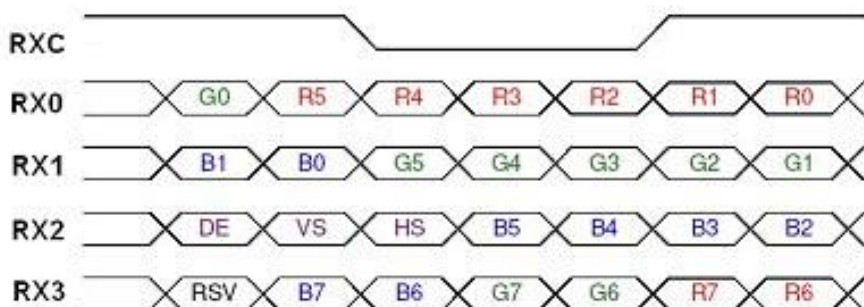 RXC
RX0 G0 R5 R4 R3 R2 R1 R0
RX1 B1 B0 G5 G4 G3 G2 G1
RX2 DE VS HS B5 B4 B3 B2
RX3 RSV B7 B6 G7 G6 R7 R6